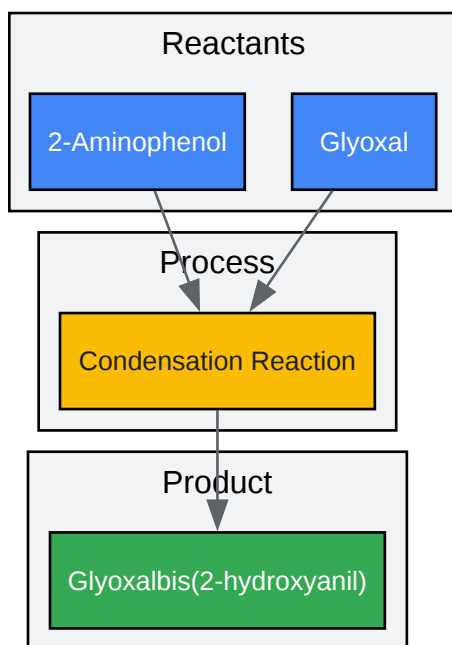 Reactants
2-Aminophenol
Glyoxal
Process
Condensation Reaction
Product
Glyoxalbis(2-hydroxyanil)